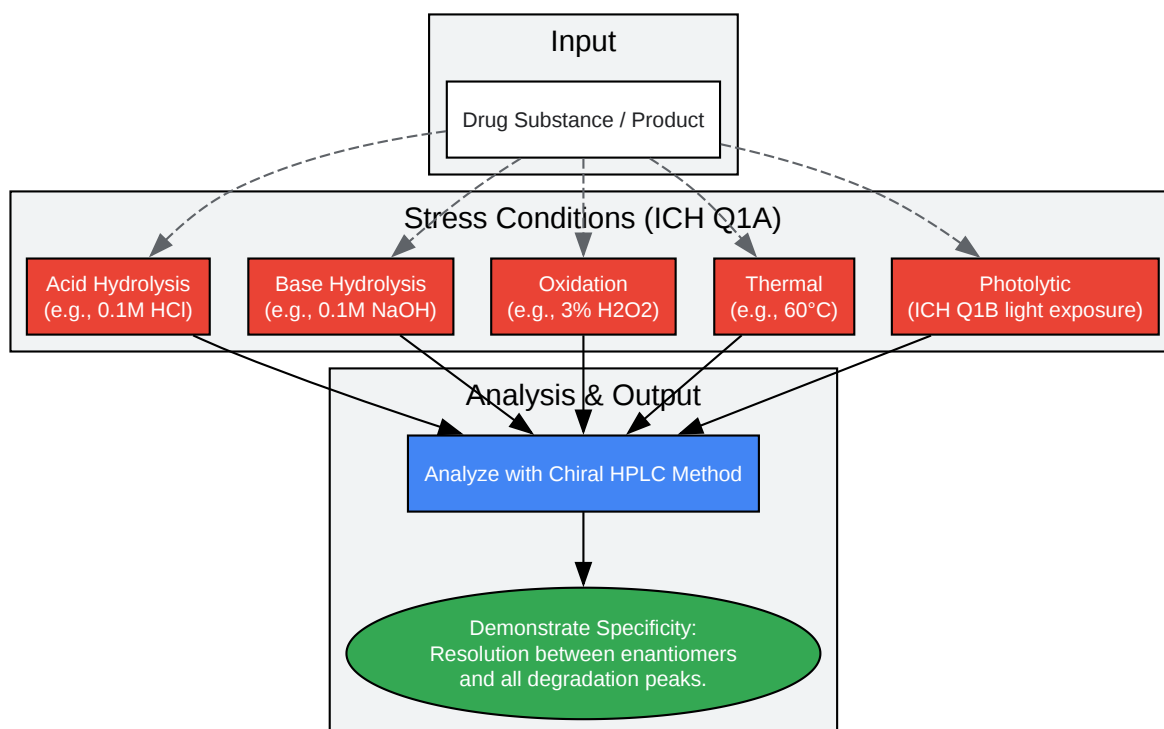 Input
Drug Substance / Product
Stress Conditions (ICH Q1A)
Acid Hydrolysis
(e.g., 0.1M HCl)
Base Hydrolysis
(e.g., 0.1M NaOH)
Oxidation
(e.g., 3% H2O2)
Thermal
(e.g., 60°C)
Photolytic
(ICH Q1B light exposure)
Analysis & Output
Analyze with Chiral HPLC Method
Demonstrate Specificity:
Resolution between enantiomers
and all degradation peaks.